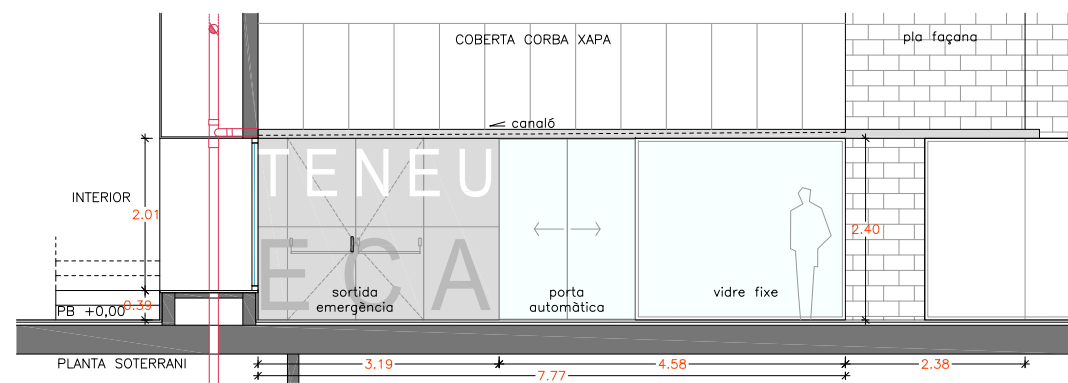 COBERTA CORBA XAPA
pla façana
canaló
TENEU
INTERIOR
2.01
2.40
ECA
sortida
emergència
porta
automàtica
vidre fixe
0.39
PB +0,00
PLANTA SOTERRANI
3.19
4.58
2.38
7.77